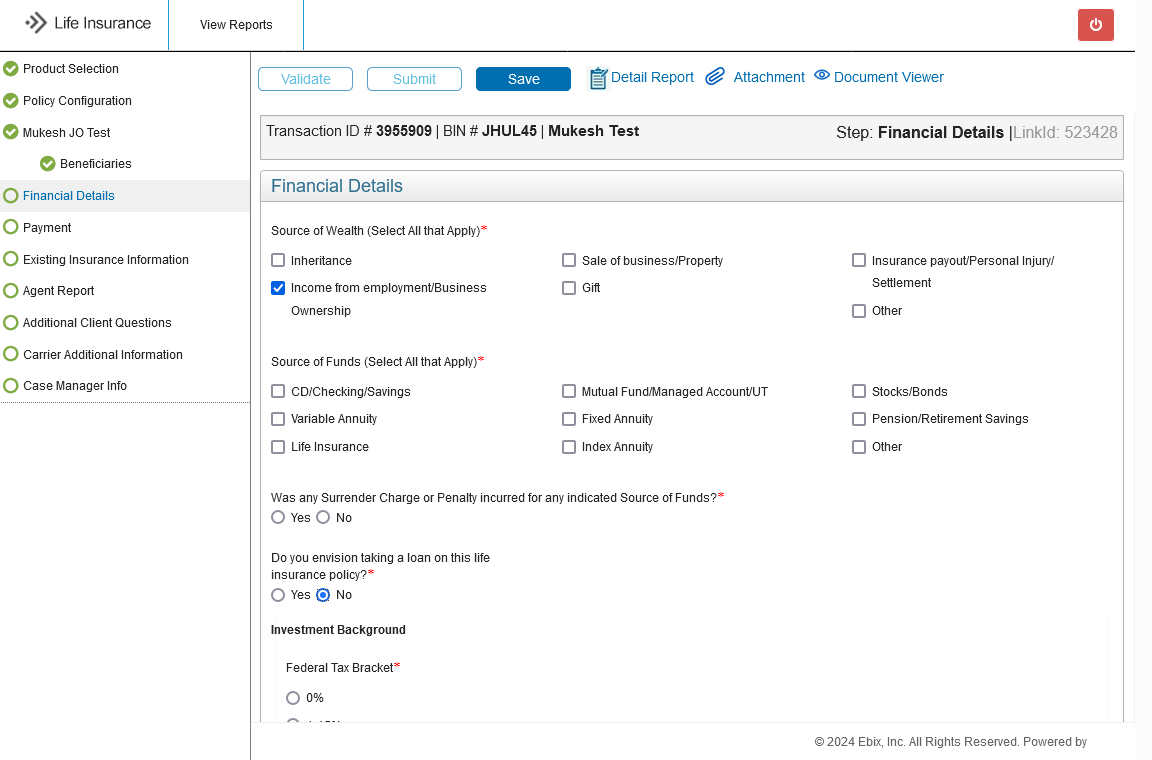 Life Insurance
View Reports
Product Selection
Policy Configuration
Mukesh JO Test
Beneficiaries
Financial Details
Payment
Existing Insurance Information
Agent Report
Additional Client Questions
Carrier Additional Information
Case Manager Info
Validate Submit Save Detail Report Attachment Document Viewer
Transaction ID # 3955909 | BIN # JHUL45 | Mukesh Test Step: Financial Details |LinkId: 523428
Financial Details
Source of Wealth (Select All that Apply)*
Inheritance Sale of business/Property Insurance payout/Personal Injury/
Settlement
Income from employment/Business Gift
Ownership Other
Source of Funds (Select All that Apply)*
CD/Checking/Savings Mutual Fund/Managed Account/UT Stocks/Bonds
Variable Annuity Fixed Annuity Pension/Retirement Savings
Life Insurance Index Annuity Other
Was any Surrender Charge or Penalty incurred for any indicated Source of Funds?*
Yes No
Do you envision taking a loan on this life
insurance policy?*
Yes No
Investment Background
Federal Tax Bracket*
0%
© 2024 Ebix, Inc. All Rights Reserved. Powered by